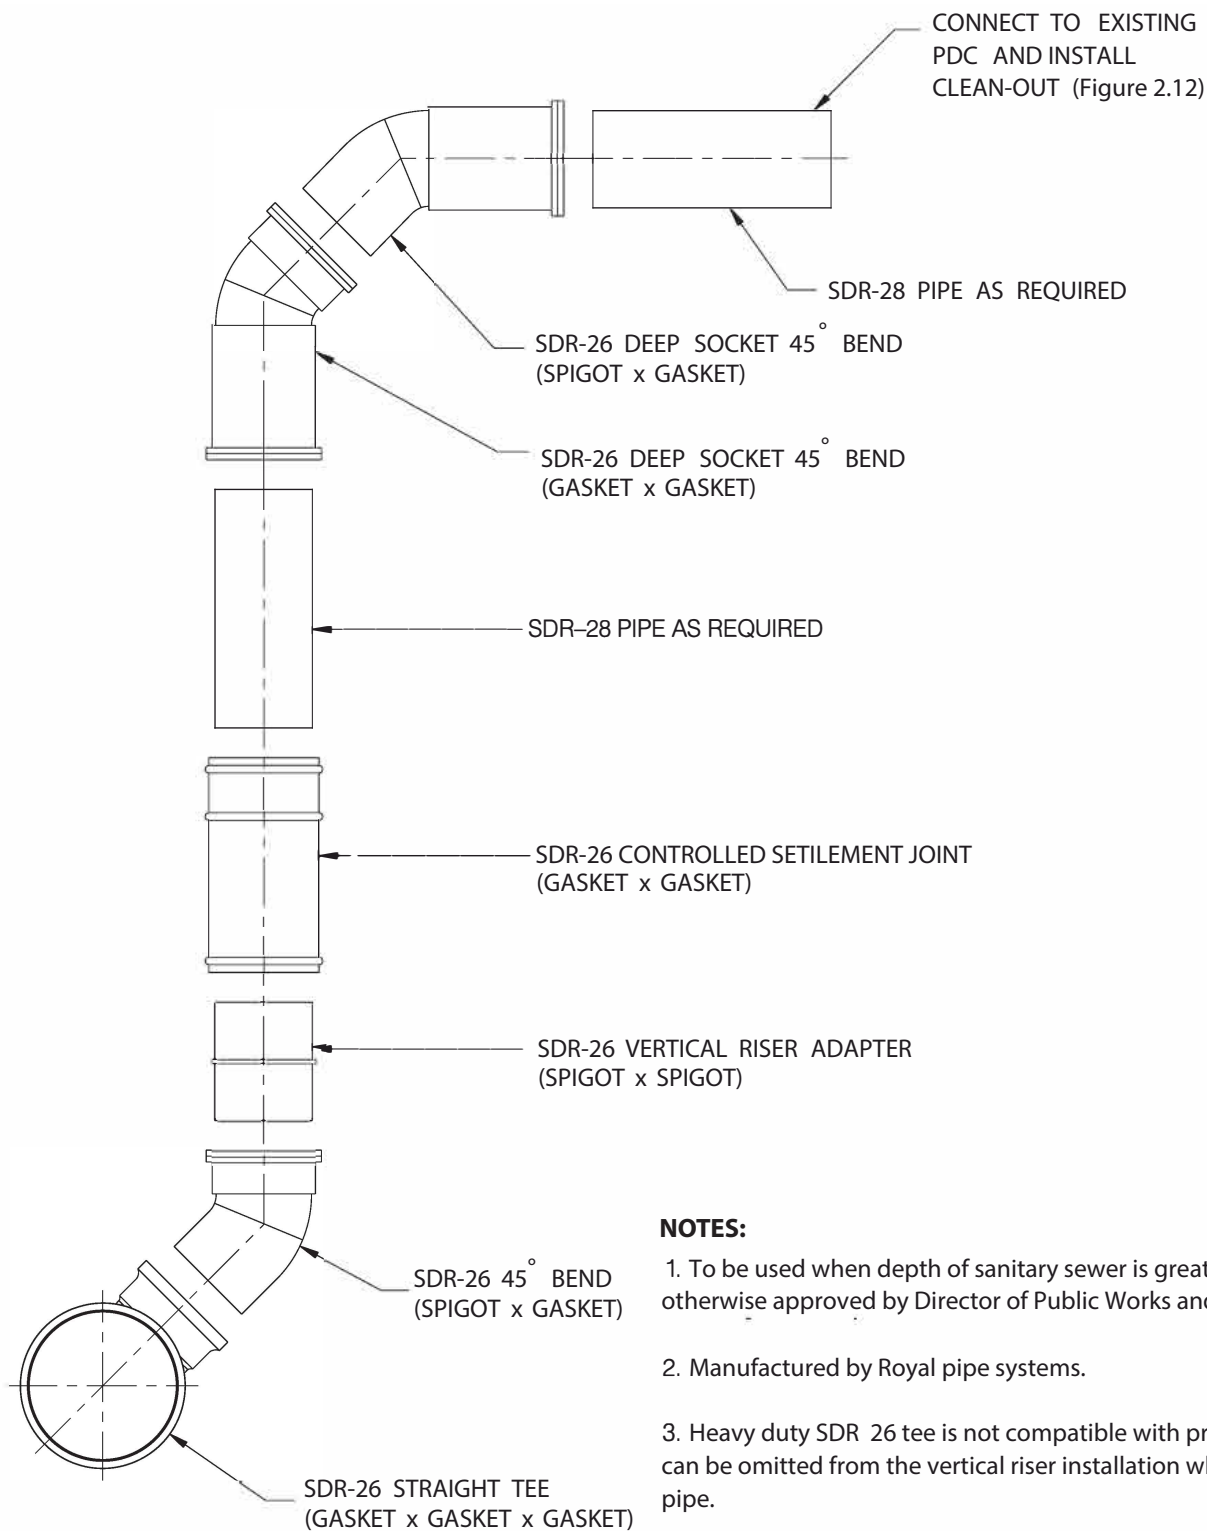 CONNECT TO EXISTING
PDC AND INSTALL
CLEAN-OUT (Figure 2.12)
SDR-28 PIPE AS REQUIRED
SDR-26 DEEP SOCKET 45° BEND
(SPIGOT x GASKET)
SDR-26 DEEP SOCKET 45° BEND
(GASKET x GASKET)
SDR–28 PIPE AS REQUIRED
SDR-26 CONTROLLED SETILEMENT JOINT
(GASKET x GASKET)
SDR-26 VERTICAL RISER ADAPTER
(SPIGOT x SPIGOT)
SDR-26 45° BEND
(SPIGOT x GASKET)
SDR-26 STRAIGHT TEE
(GASKET x GASKET x GASKET)
NOTES:
1. To be used when depth of sanitary sewer is
otherwise approved by Director of Public Works
2. Manufactured by Royal pipe systems.
3. Heavy duty SDR 26 tee is not compatible with
can be omitted from the vertical riser installation
pipe.